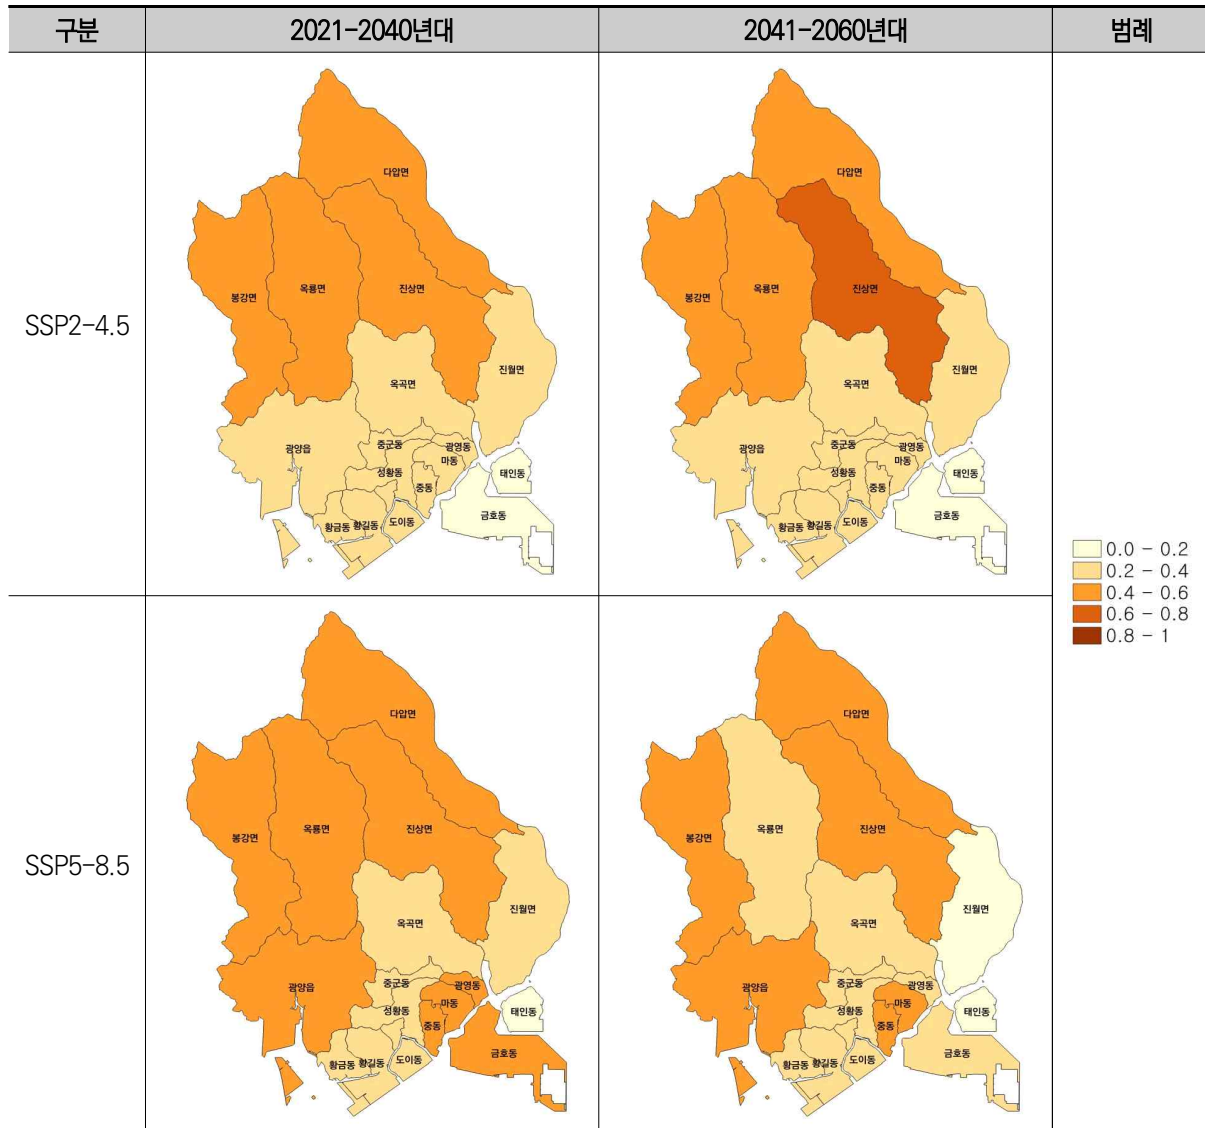 구분 2021-2040년대 2041-2060년대 범례
SSP2-4.5
다압면
봉강면
옥룡면
진상면
진월면
옥곡면
광양읍
중군동
광영동
마동
성황동
중동
태인동
금호동
황금동
황길동
도이동
다압면
봉강면
옥룡면
진상면
진월면
옥곡면
광양읍
중군동
광영동
마동
성황동
중동
태인동
금호동
황금동
황길동
도이동
0.0 - 0.2
0.2 - 0.4
0.4 - 0.6
0.6 - 0.8
0.8 - 1
SSP5-8.5
다압면
봉강면
옥룡면
진상면
진월면
옥곡면
광양읍
중군동
광영동
마동
성황동
중동
태인동
금호동
황금동
황길동
도이동
다압면
봉강면
옥룡면
진상면
진월면
옥곡면
광양읍
중군동
광영동
마동
성황동
중동
태인동
금호동
황금동
황길동
도이동